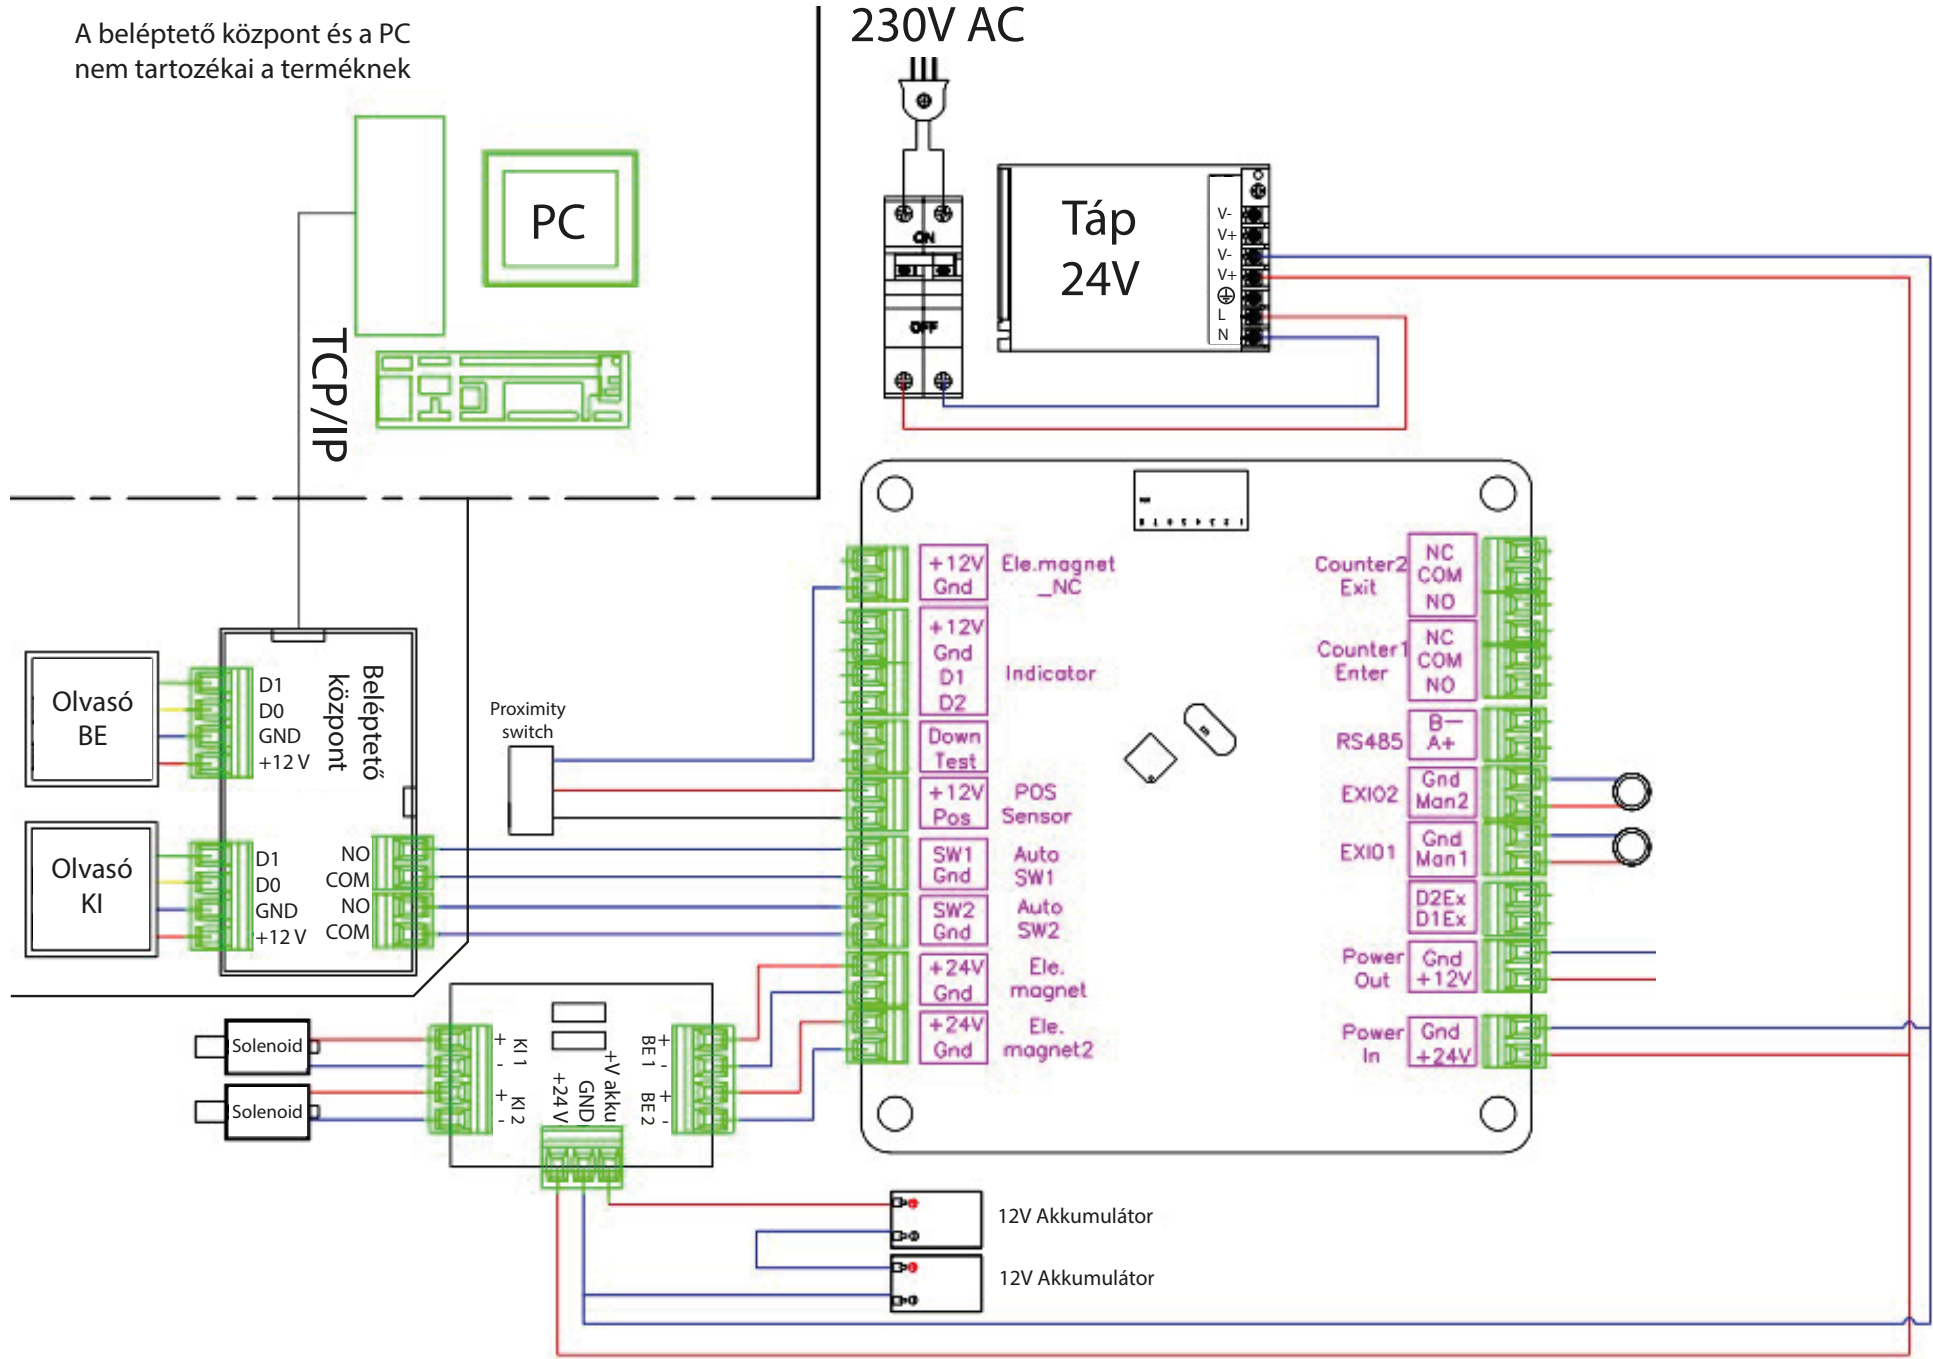 A beléptető központ és a PC
nem tartozékai a terméknek
230V AC
PC
TCP/IP
ON
OFF
Táp
24V
V-
V+
V-
V+
L
N
Olvasó
BE
D1
D0
GND
+12 V
Beléptető
központ
Olvasó
KI
D1
D0
GND
+12 V
NO
COM
NO
COM
Proximity
switch
+12V
Gnd
Ele.magnet
_NC
+12V
Gnd
D1
D2
Indicator
Down
Test
+12V
Pos
POS
Sensor
SW1
Gnd
Auto
SW1
SW2
Gnd
Auto
SW2
+24V
Gnd
Ele.
magnet
+24V
Gnd
Ele.
magnet2
Counter2
Exit
NC
COM
NO
Counter1
Enter
NC
COM
NO
RS485
B—
A+
EXIO2
Gnd
Man2
EXIO1
Gnd
Man1
D2Ex
D1Ex
Power
Out
Gnd
+12V
Power
In
Gnd
+24V
Solenoid
Solenoid
+
-
+
-
KI 1
KI 2
+24 V
GND
+V akku
BE 1
BE 2
+
-
+
-
12V Akkumulátor
12V Akkumulátor